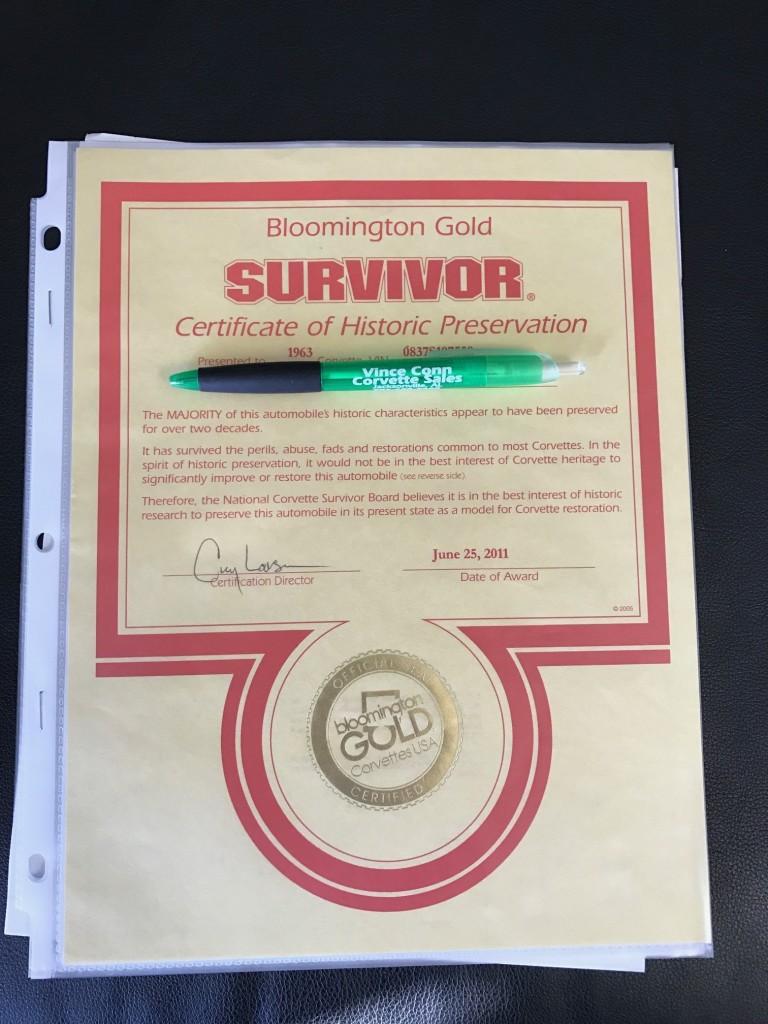 Bloomington Gold
SURVIVOR®
Certificate of Historic Preservation
Presented to 1963 Corvette, VIN
Vince Conn
Corvette Sales
Jacksonville, AL
The MAJORITY of this automobile's historic characteristics appear to have been preserved
for over two decades.
It has survived the perils, abuse, fads and restorations common to most Corvettes. In the
spirit of historic preservation, it would not be in the best interest of Corvette heritage to
significantly improve or restore this automobile (see reverse side).
Therefore, the National Corvette Survivor Board believes it is in the best interest of historic
research to preserve this automobile in its present state as a model for Corvette restoration.
June 25, 2011
Certification Director
Date of Award
© 2005
OFFICIAL
bloomington
GOLD
Corvettes USA
CERTIFIED